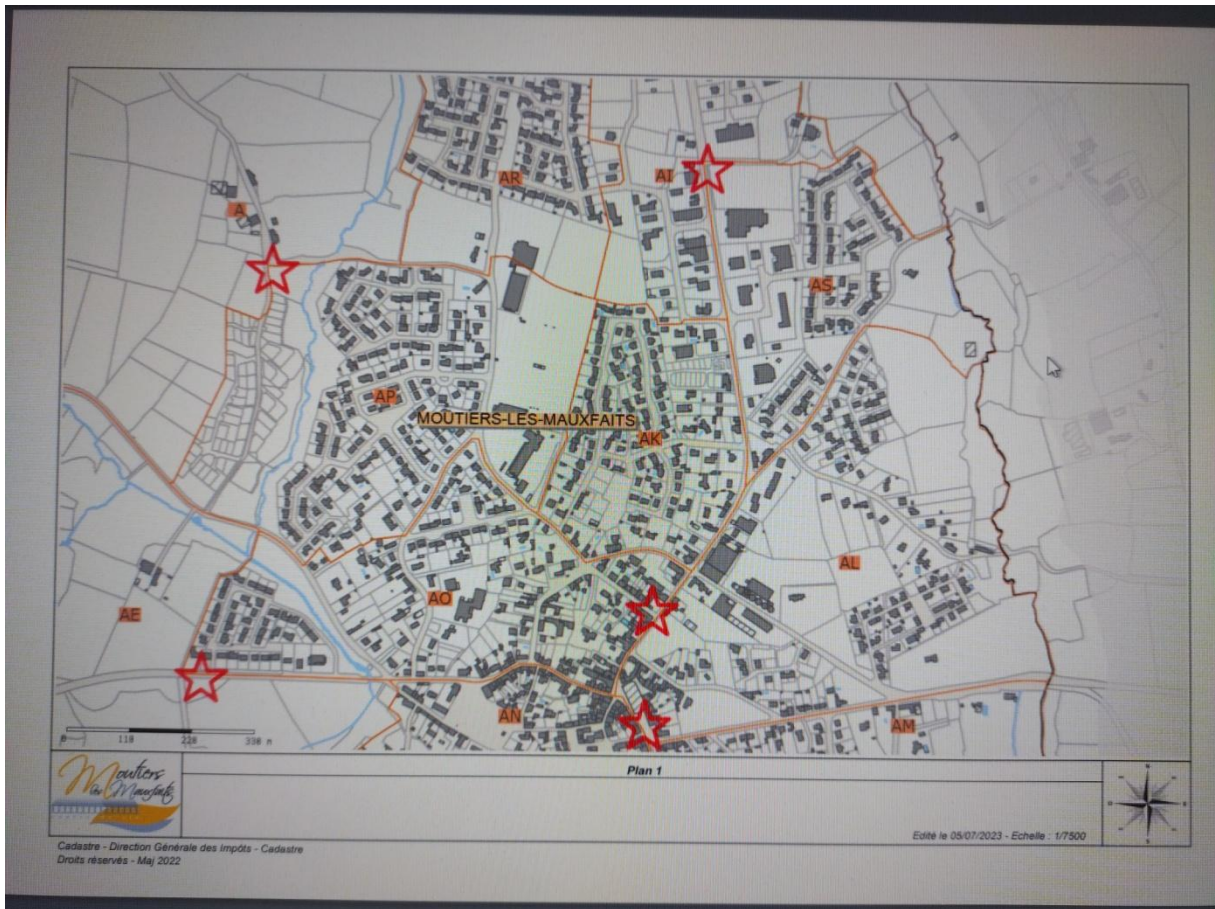 AR
AI
A
AS
AP
MOUTIERS-LES-MAUXFAITS
AK
AL
AO
AE
AN
AM
118
228
338 m
Plan 1
Moutiers
les Mauxfaits
Edité le 05/07/2023 - Echelle : 1/7500
Cadastre - Direction Générale des Impôts - Cadastre
Droits réservés - Maj 2022